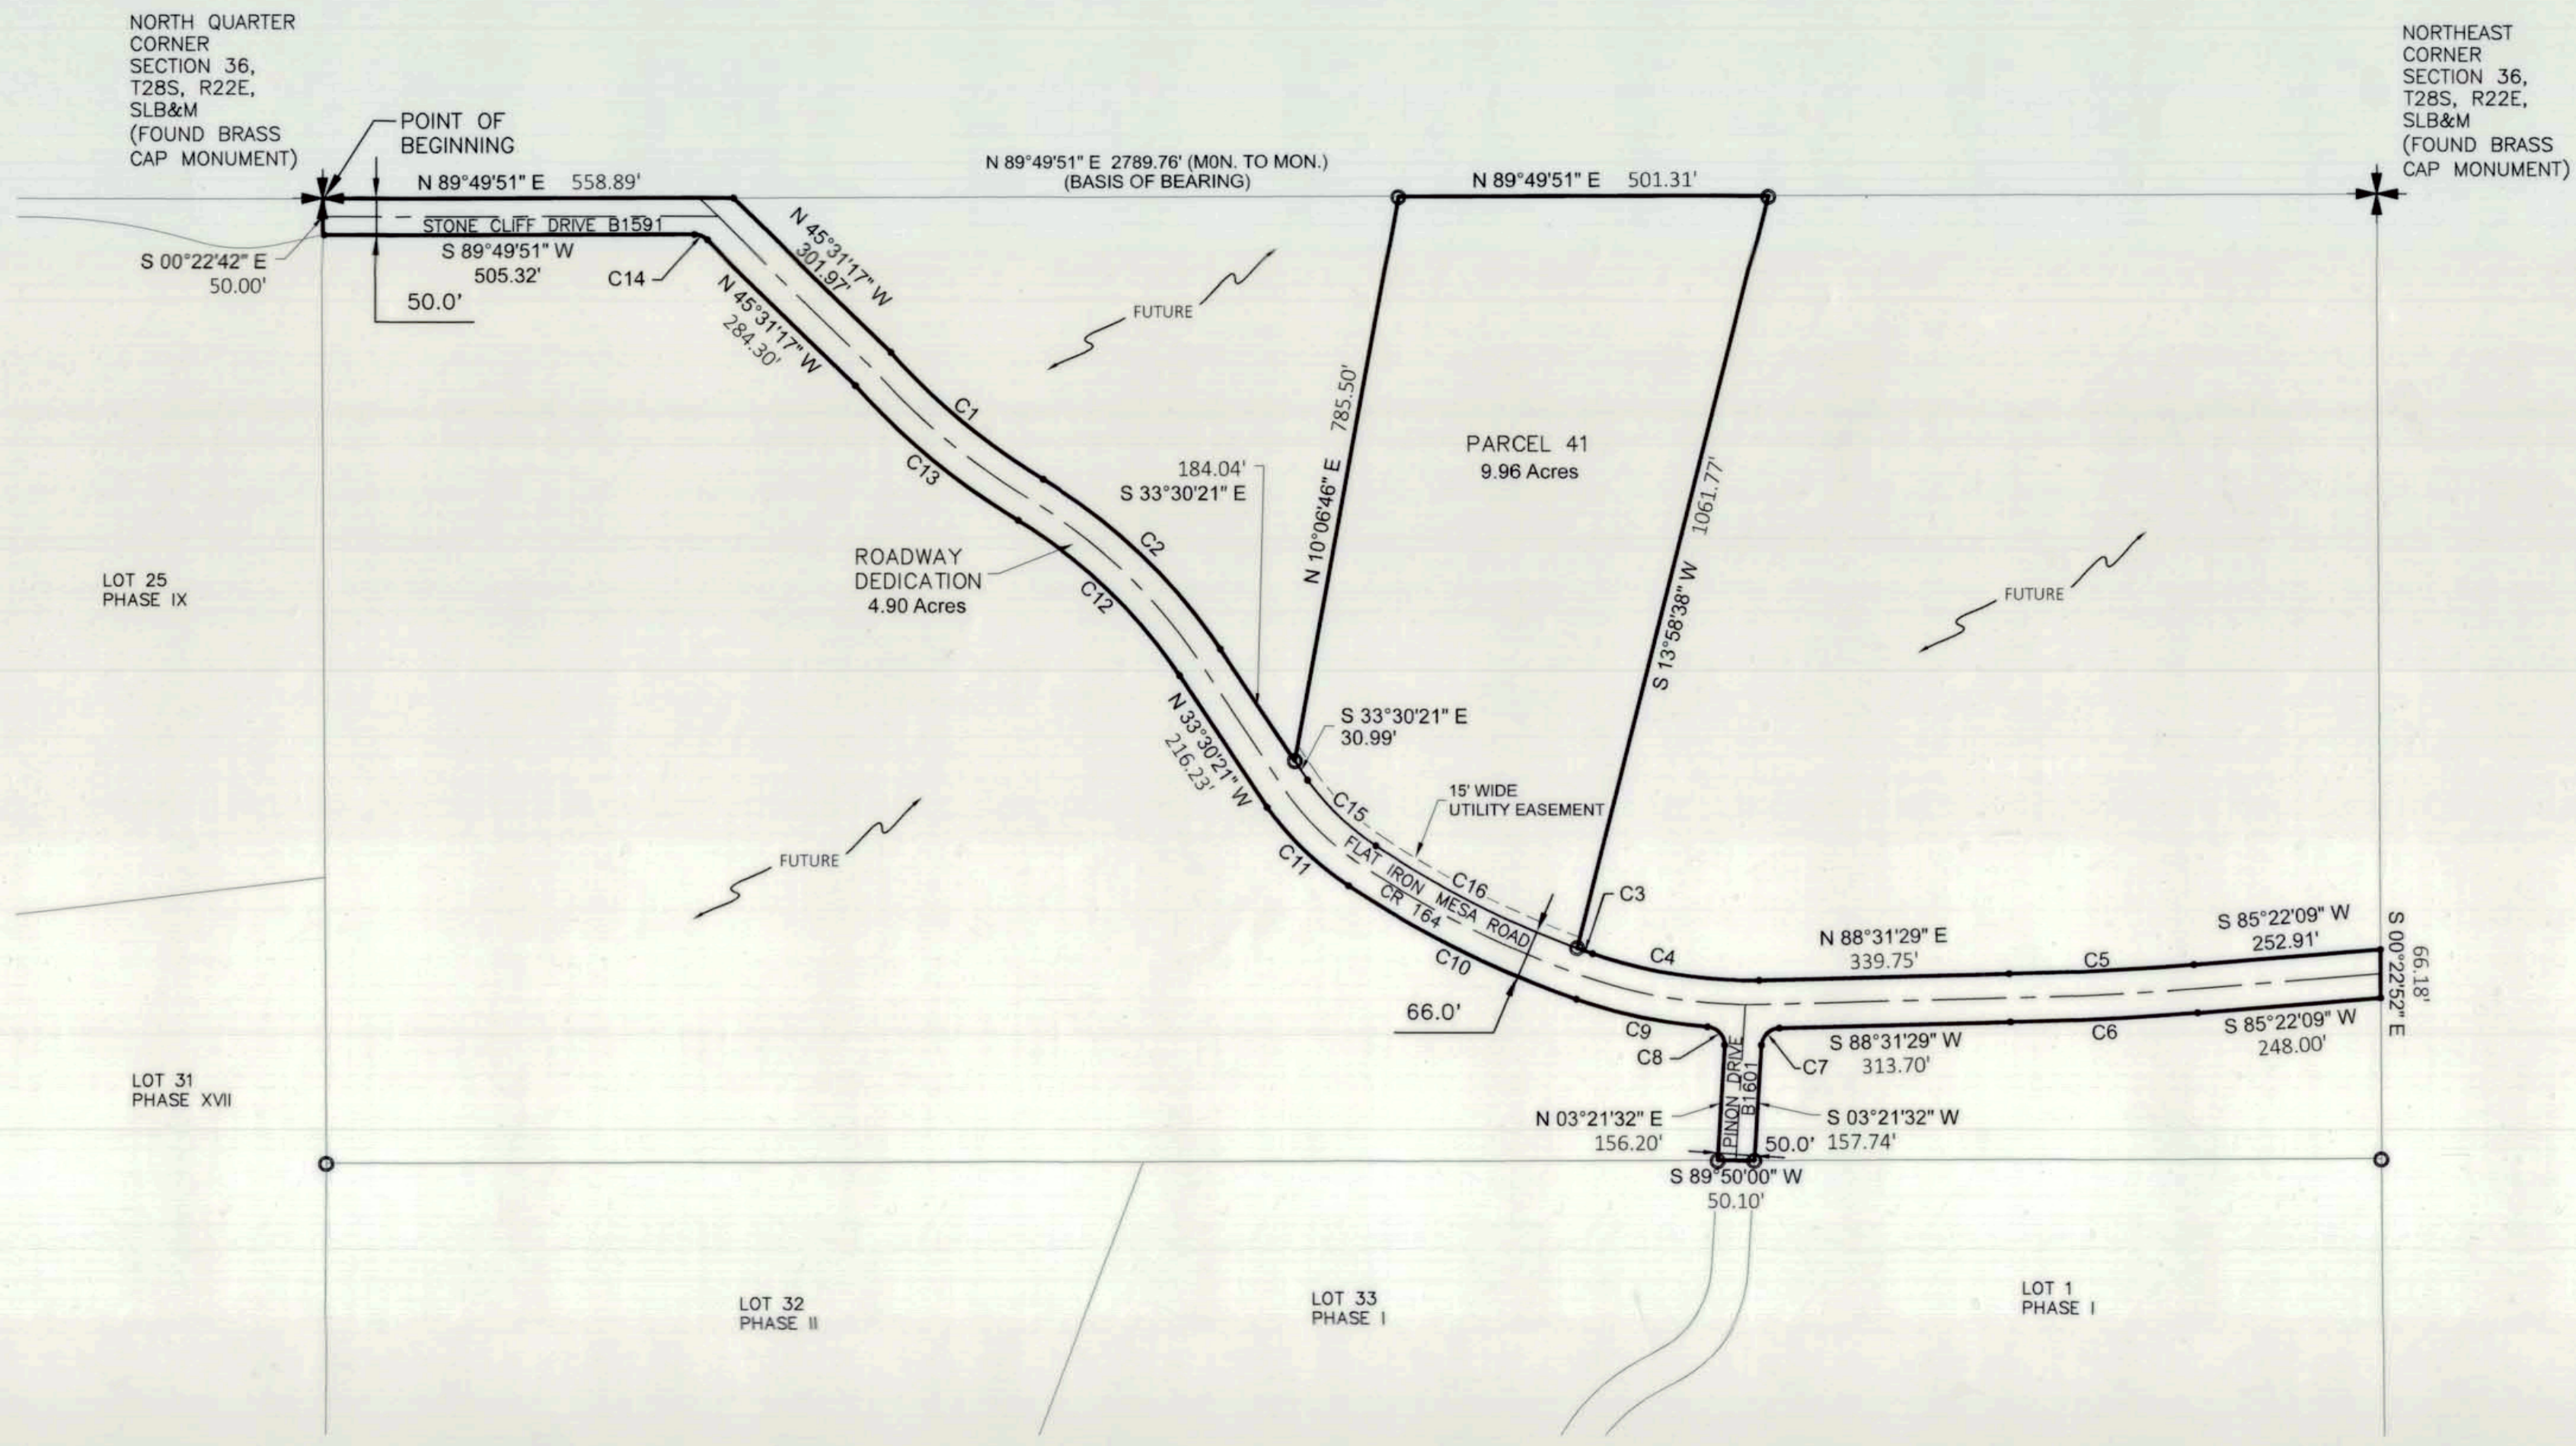 NORTH QUARTER
CORNER
SECTION 36,
T28S, R22E,
SLB&M
(FOUND BRASS
CAP MONUMENT)
NORTHEAST
CORNER
SECTION 36,
T28S, R22E,
SLB&M
(FOUND BRASS
CAP MONUMENT)
POINT OF
BEGINNING
N 89°49'51" E 2789.76' (M0N. TO MON.)
(BASIS OF BEARING)
N 89°49'51" E 558.89'
N 89°49'51" E 501.31'
STONE CLIFF DRIVE B1591
S 89°49'51" W
505.32'
S 00°22'42" E
50.00'
50.0'
C14
N 45°31'17" W
301.97'
N 45°31'17" W
284.30'
FUTURE
C1
C13
184.04'
S 33°30'21" E
N 10°06'46" E 785.50'
PARCEL 41
9.96 Acres
S 13°58'38" W 1061.77'
C2
ROADWAY
DEDICATION
4.90 Acres
C12
LOT 25
PHASE IX
FUTURE
N 33°30'21" W
216.23'
S 33°30'21" E
30.99'
C15
15' WIDE
UTILITY EASEMENT
FUTURE
C11
FLAT IRON MESA ROAD
CR 164
C16
C10
C3
66.0'
C4
N 88°31'29" E
339.75'
C5
S 85°22'09" W
252.91'
S 00°22'52" E
66.18'
C9
C8
C7
S 88°31'29" W
313.70'
C6
S 85°22'09" W
248.00'
PINON DRIVE
B1601
LOT 31
PHASE XVII
N 03°21'32" E
156.20'
S 03°21'32" W
157.74'
50.0'
S 89°50'00" W
50.10'
LOT 32
PHASE II
LOT 33
PHASE I
LOT 1
PHASE I